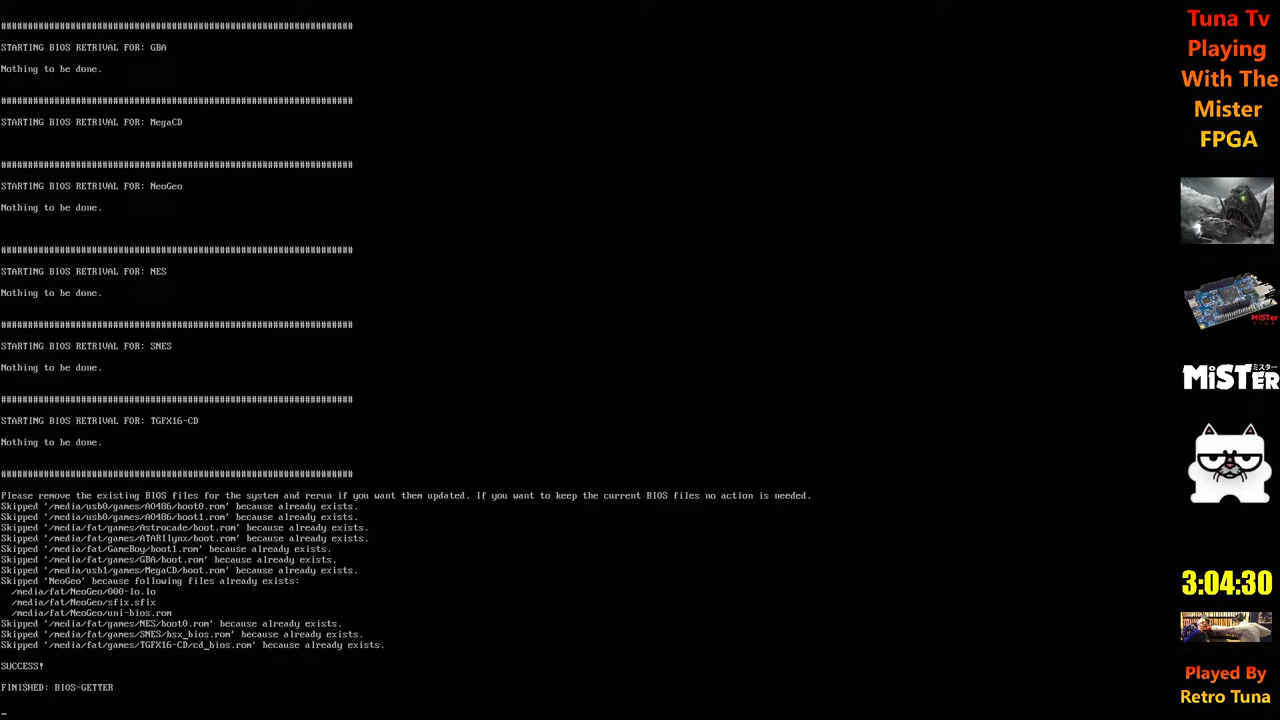 ##################################################################
STARTING BIOS RETRIVAL FOR: GBA
Nothing to be done.
##################################################################
STARTING BIOS RETRIVAL FOR: MegaCD
##################################################################
STARTING BIOS RETRIVAL FOR: NeoGeo
Nothing to be done.
##################################################################
STARTING BIOS RETRIVAL FOR: NES
Nothing to be done.
##################################################################
STARTING BIOS RETRIVAL FOR: SNES
Nothing to be done.
##################################################################
STARTING BIOS RETRIVAL FOR: TGFX16-CD
Nothing to be done.
##################################################################
Please remove the existing BIOS files for the system and rerun if you want them updated. If you want to keep the current BIOS files no action is needed.
Skipped '/media/usb0/games/AO486/boot0.rom' because already exists.
Skipped '/media/usb0/games/AO486/boot1.rom' because already exists.
Skipped '/media/fat/games/Astrocade/boot.rom' because already exists.
Skipped '/media/fat/games/ATARIlynx/boot.rom' because already exists.
Skipped '/media/fat/GameBoy/boot1.rom' because already exists.
Skipped '/media/fat/games/GBA/boot.rom' because already exists.
Skipped '/media/usb1/games/MegaCD/boot.rom' because already exists.
Skipped 'NeoGeo' because following files already exists:
/media/fat/NeoGeo/000-lo.lo
/media/fat/NeoGeo/sfix.sfix
/media/fat/NeoGeo/uni-bios.rom
Skipped '/media/fat/games/NES/boot0.rom' because already exists.
Skipped '/media/fat/games/SNES/bsx_bios.rom' because already exists.
Skipped '/media/fat/games/TGFX16-CD/cd_bios.rom' because already exists.
SUCCESS!
FINISHED: BIOS-GETTER
_
Tuna Tv
Playing
With The
Mister
FPGA
MiSTer
FPGA
MiSTER ミスター
3:04:30
Played By
Retro Tuna